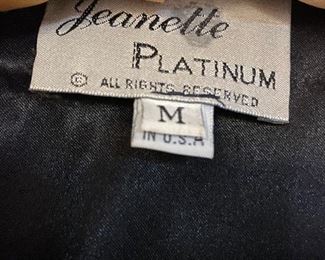 Jeanette
PLATINUM
© ALL RIGHTS RESERVED
M
IN U.S.A